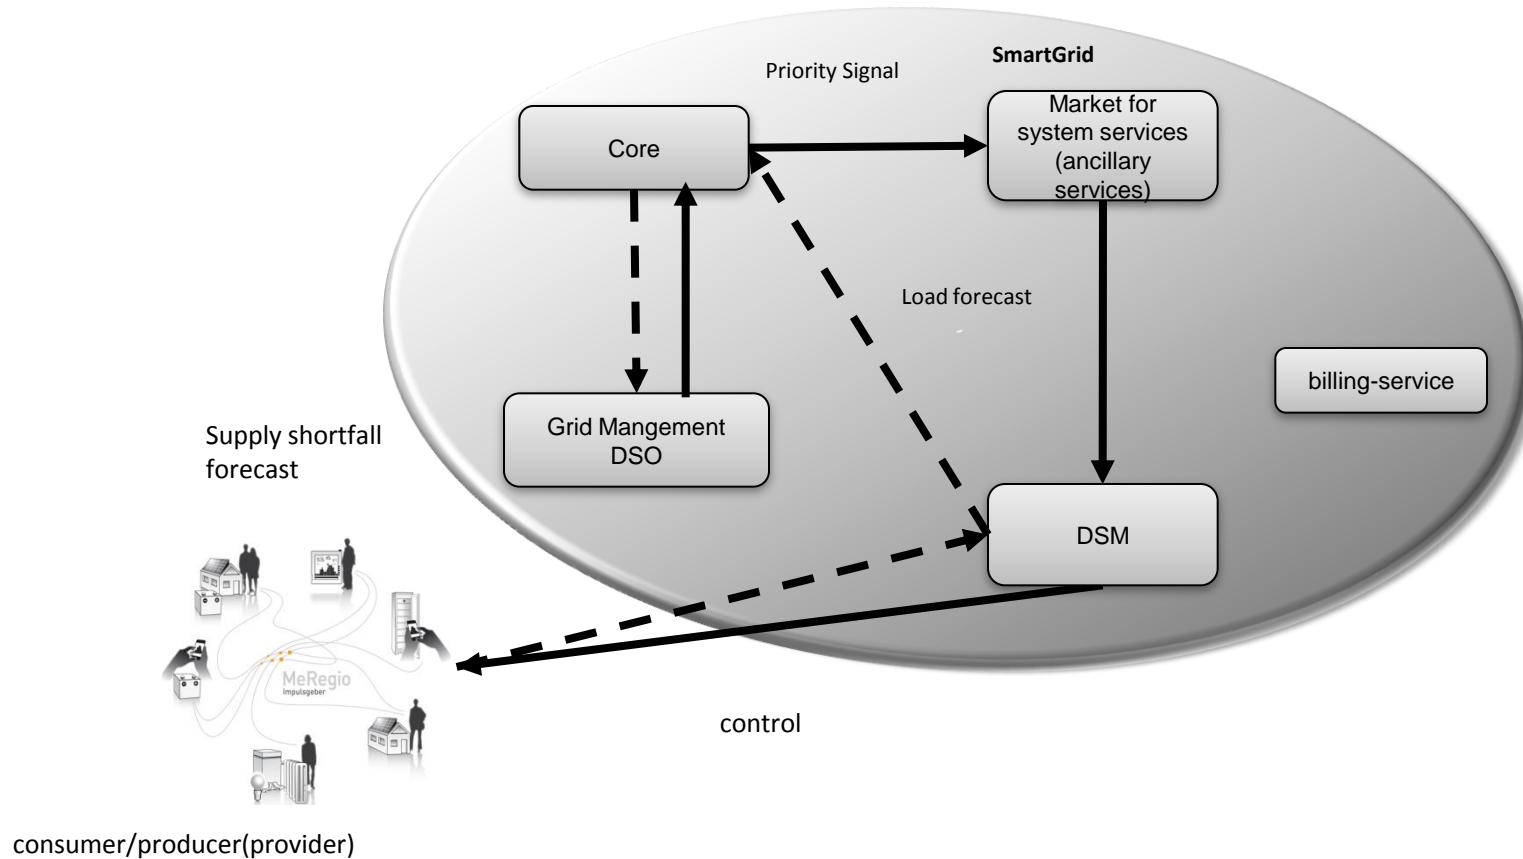 SmartGrid
Priority Signal
Market for
system services
(ancillary
services)
Core
Load forecast
billing-service
Grid Mangement
DSO
Supply shortfall
forecast
DSM
MeRegio
Impulsgeber
control
consumer/producer(provider)